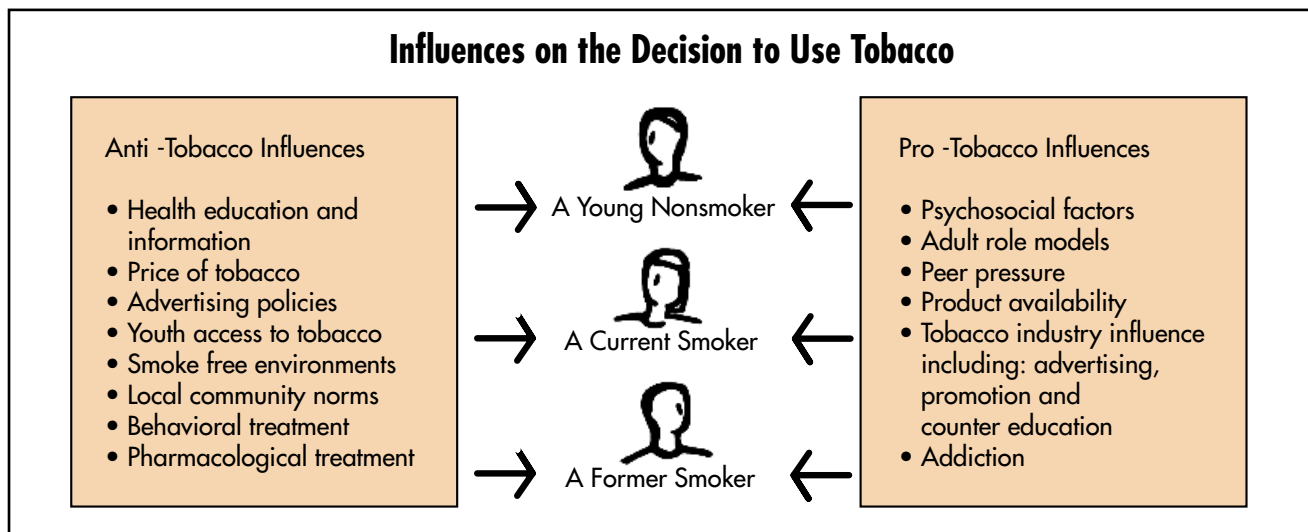 Influences on the Decision to Use Tobacco
Anti -Tobacco Influences
• Health education and
information
• Price of tobacco
• Advertising policies
• Youth access to tobacco
• Smoke free environments
• Local community norms
• Behavioral treatment
• Pharmacological treatment
A Young Nonsmoker
A Current Smoker
A Former Smoker
Pro -Tobacco Influences
• Psychosocial factors
• Adult role models
• Peer pressure
• Product availability
• Tobacco industry influence
including: advertising,
promotion and
counter education
• Addiction